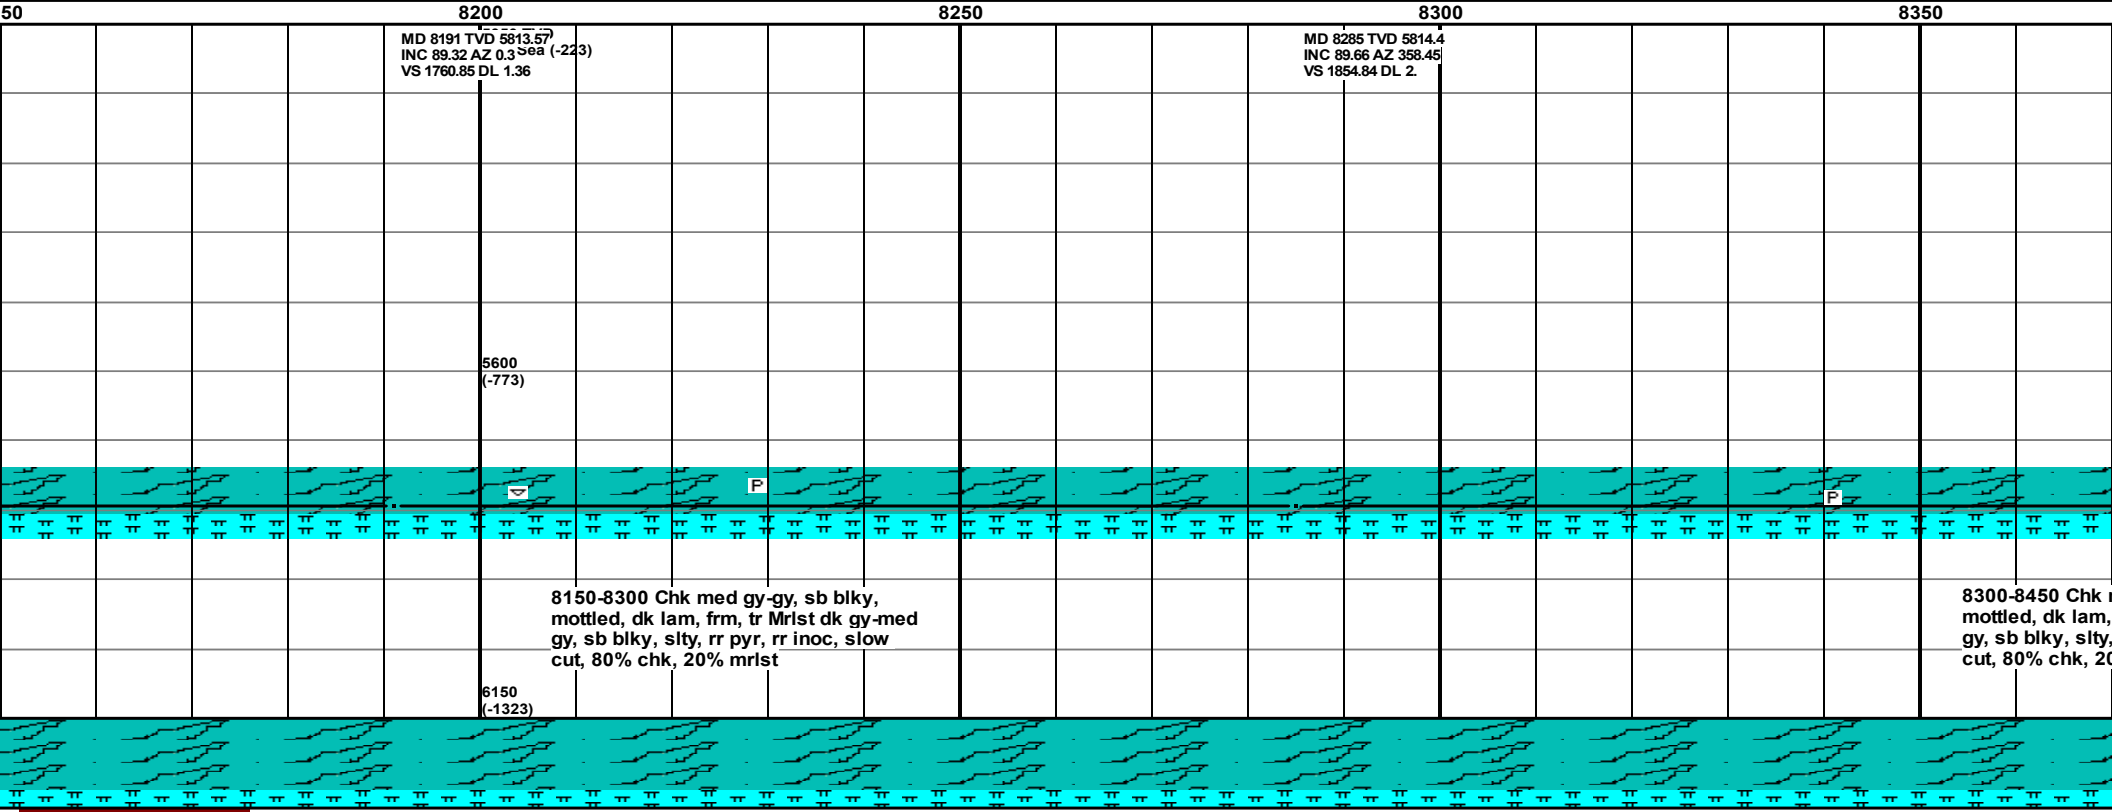 50 8200 8250 8300 8350
MD 8191 TVD 5813.57
INC 89.32 AZ 0.3 Sea (-223)
VS 1760.85 DL 1.36
MD 8285 TVD 5814.4
INC 89.66 AZ 358.45
VS 1854.84 DL 2.
5600
(-773)
P
P
8150-8300 Chk med gy-gy, sb blky,
mottled, dk lam, frm, tr Mrlst dk gy-med
gy, sb blky, slty, rr pyr, rr inoc, slow
cut, 80% chk, 20% mrlst
8300-8450 Chk
mottled, dk lam,
gy, sb blky, slty,
cut, 80% chk, 20
6150
(-1323)